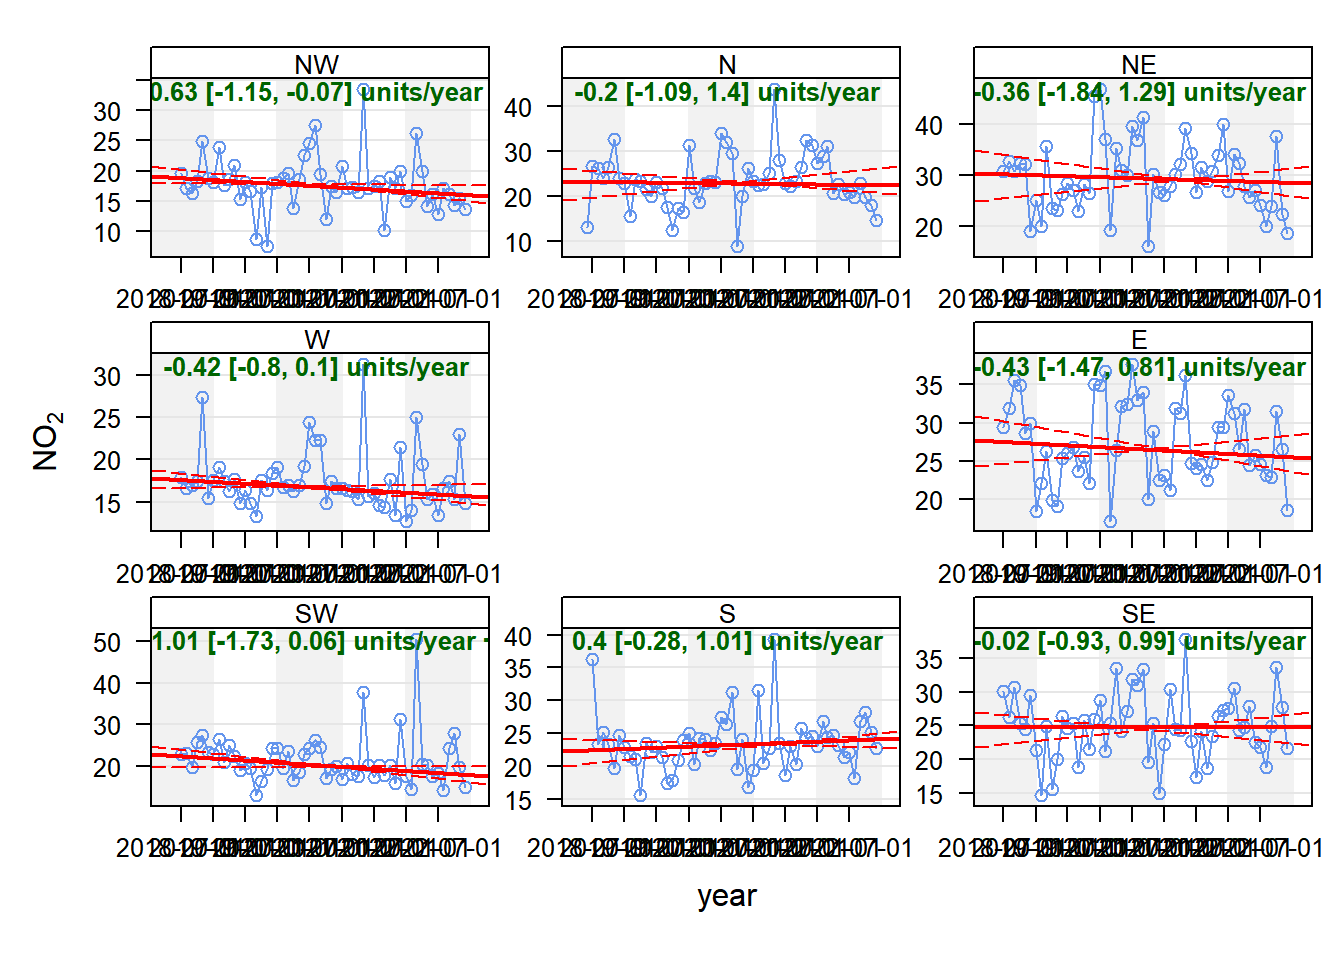 NW
0.63 [-1.15, -0.07] units/year
30
25
20
15
10
N
-0.2 [-1.09, 1.4] units/year
40
30
20
10
NE
-0.36 [-1.84, 1.29] units/year
40
30
20
W
-0.42 [-0.8, 0.1] units/year
30
25
20
15
E
-0.43 [-1.47, 0.81] units/year
35
30
25
20
NO₂
SW
1.01 [-1.73, 0.06] units/year
50
40
30
20
S
0.4 [-0.28, 1.01] units/year
40
35
30
25
20
15
SE
-0.02 [-0.93, 0.99] units/year
35
30
25
20
15
year